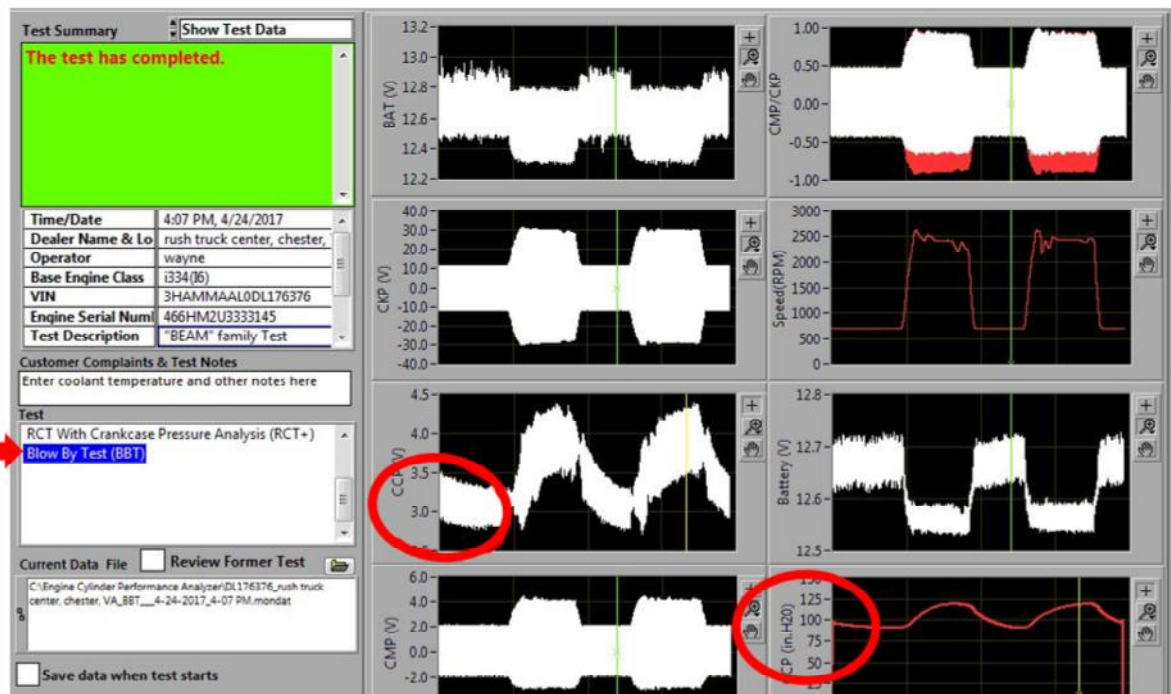 Test Summary
Show Test Data
The test has completed.
Time/Date 4:07 PM, 4/24/2017
Dealer Name & Lo rush truck center, chester,
Operator wayne
Base Engine Class i334(I6)
VIN 3HAMMAAL0DL176376
Engine Serial Numl 466HM2U3333145
Test Description "BEAM" family Test
Customer Complaints & Test Notes
Enter coolant temperature and other notes here
Test
RCT With Crankcase Pressure Analysis (RCT+)
Blow By Test (BBT)
Current Data File
Review Former Test
C:\Engine Cylinder Performance Analyzer\DL176376_rush truck
center, chester, VA_BBT___4-24-2017_4-07 PM.mondat
Save data when test starts
BAT (V)
13.2
13.0
12.8
12.6
12.4
12.2
CMP/CKP
1.00
0.50
0.00
-0.50
-1.00
CKP (V)
40.0
30.0
20.0
10.0
0.0
-10.0
-20.0
-30.0
-40.0
Speed(RPM)
3000
2500
2000
1500
1000
500
0
CCP (V)
4.5
4.0
3.5
3.0
Battery (V)
12.8
12.7
12.6
12.5
CMP (V)
6.0
4.0
2.0
0.0
-2.0
CP (in.H20)
150
125
100
75
50
25